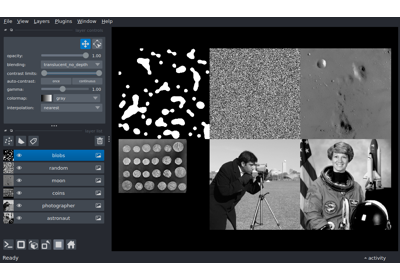 File View Layers Plugins Window Help
opacity: 1.00
blending: translucent_no_depth
contrast limits:
auto-contrast: once continuous
gamma: 1.00
colormap: gray
interpolation: nearest
blobs
random
moon
coins
photographer
astronaut
Ready
activity